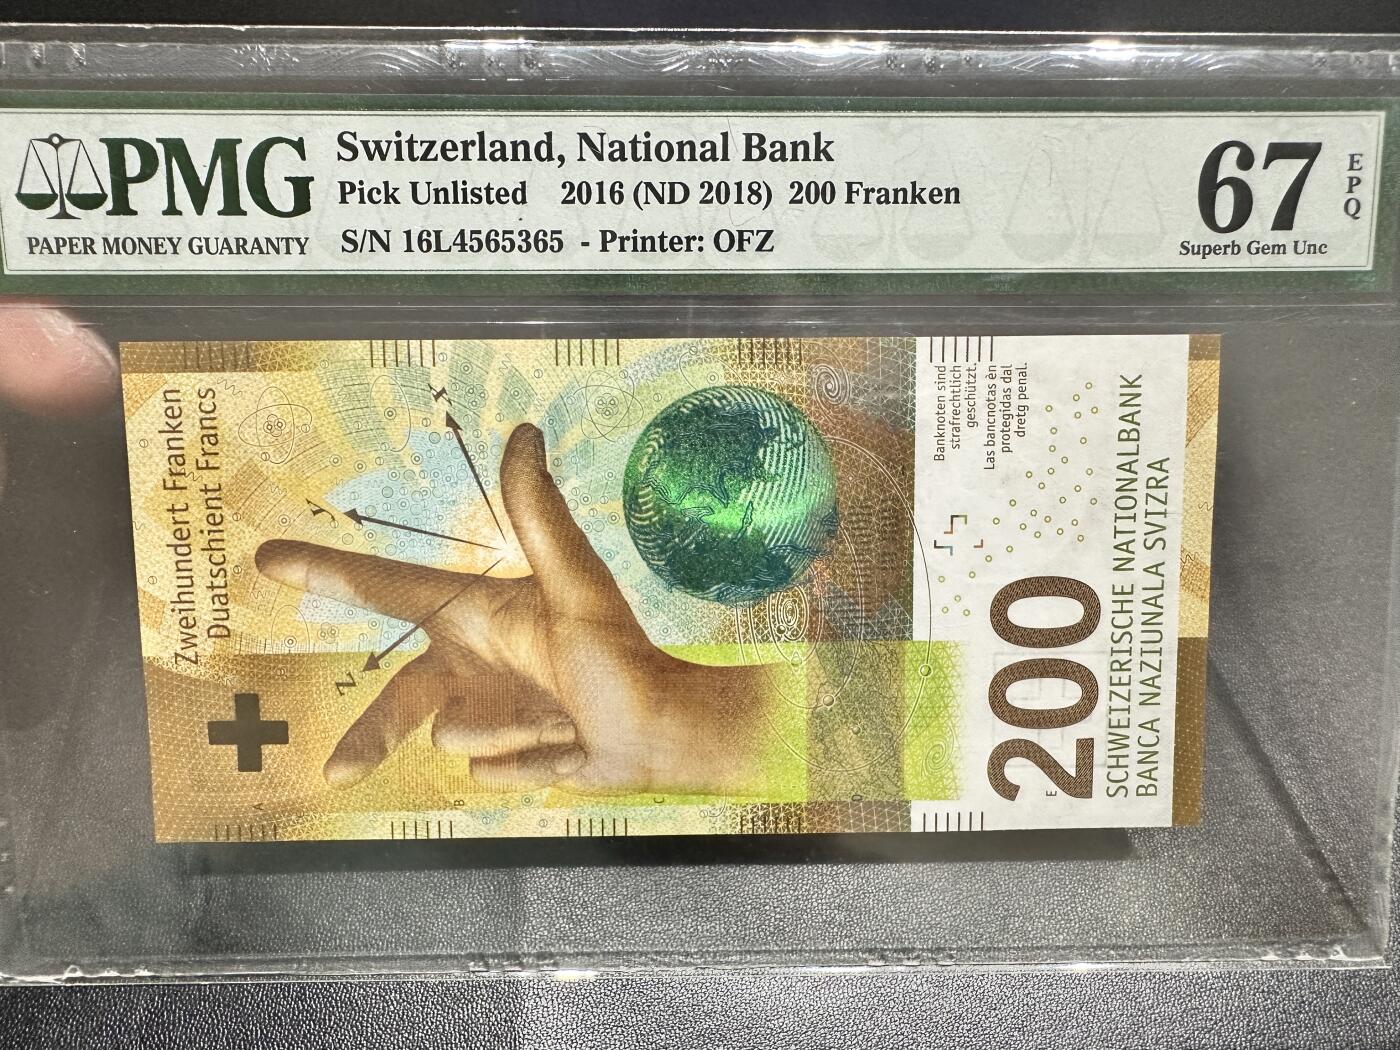 PMG
PAPER MONEY GUARANTY
Switzerland, National Bank
Pick Unlisted 2016 (ND 2018) 200 Franken
S/N 16L4565365 - Printer: OFZ
67
EPQ
Superb Gem Unc
Zweihundert Franken
Duatschient Francs
x
y
z
Banknoten sind
strafrechtlich
geschützt.
Las bancnotas èn
protegidas dal
dretg penal.
200
SCHWEIZERISCHE NATIONALBANK
BANCA NAZIUNALA SVIZRA
A
B
C
D
E